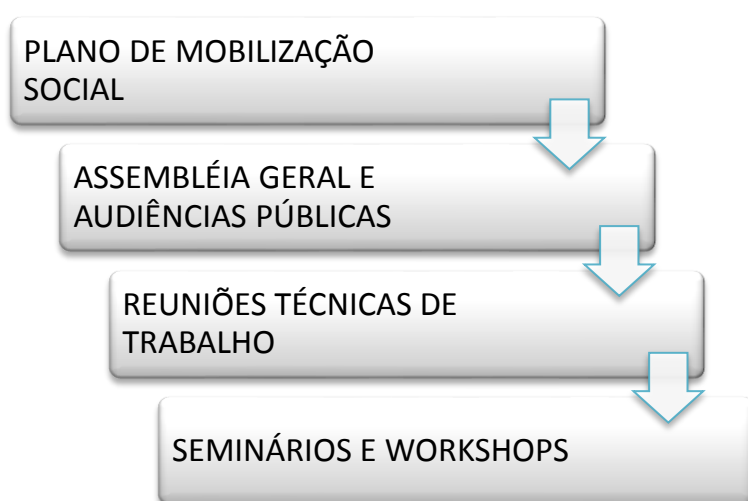 PLANO DE MOBILIZAÇÃO
SOCIAL
ASSEMBLÉIA GERAL E
AUDIÊNCIAS PÚBLICAS
REUNIÕES TÉCNICAS DE
TRABALHO
SEMINÁRIOS E WORKSHOPS